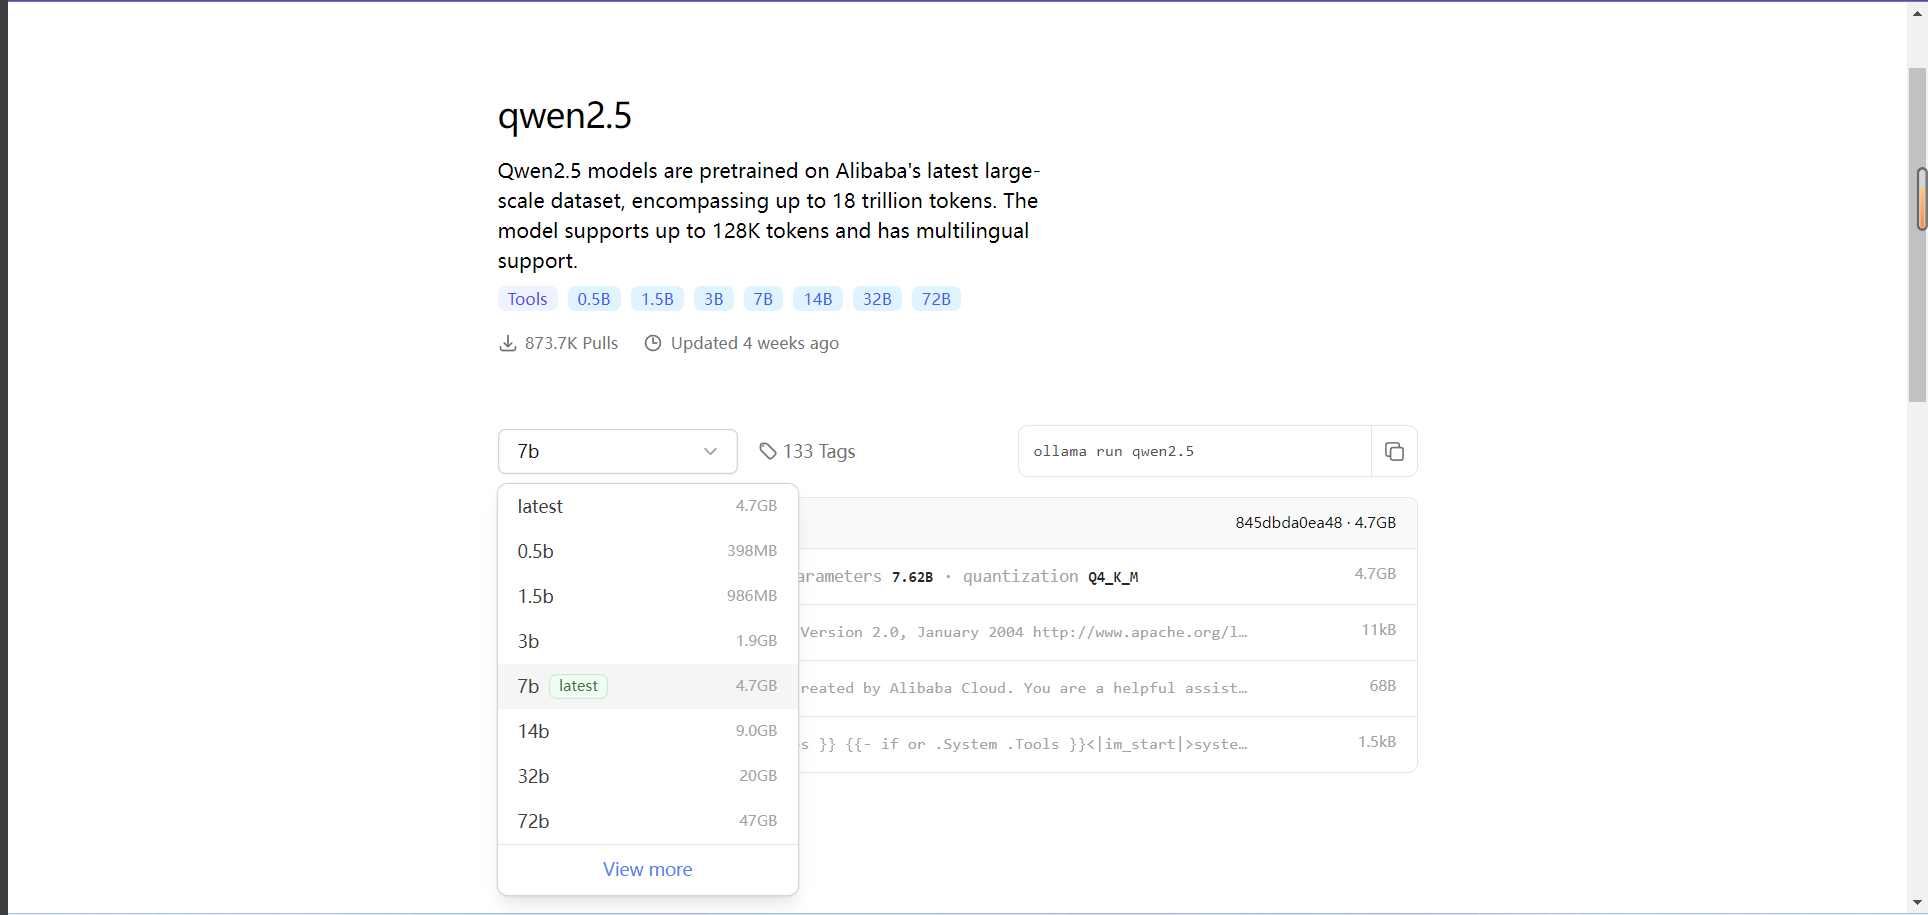 qwen2.5
Qwen2.5 models are pretrained on Alibaba's latest large-
scale dataset, encompassing up to 18 trillion tokens. The
model supports up to 128K tokens and has multilingual
support.
Tools 0.5B 1.5B 3B 7B 14B 32B 72B
873.7K Pulls Updated 4 weeks ago
7b 133 Tags ollama run qwen2.5
latest 4.7GB
0.5b 398MB
1.5b 986MB
3b 1.9GB
7b latest 4.7GB
14b 9.0GB
32b 20GB
72b 47GB
View more
845dbda0ea48 · 4.7GB
arameters 7.62B · quantization Q4_K_M 4.7GB
Version 2.0, January 2004 http://www.apache.org/l… 11kB
reated by Alibaba Cloud. You are a helpful assist… 68B
s }} {{- if or .System .Tools }}<|im_start|>syste… 1.5kB